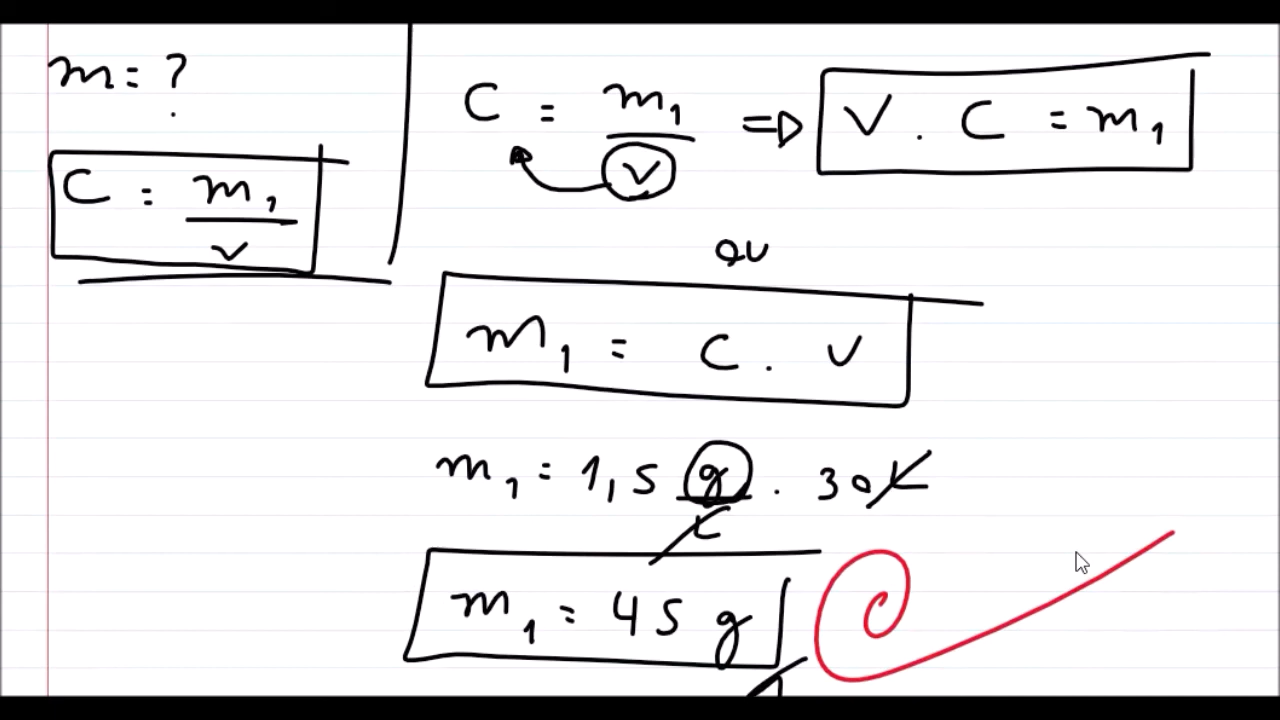 m = ?
C = m₁/V
C = m₁/V ⇒ V . C = m₁
ou
m₁ = C . V
m₁ = 1,5 g/L . 30 L
m₁ = 45 g